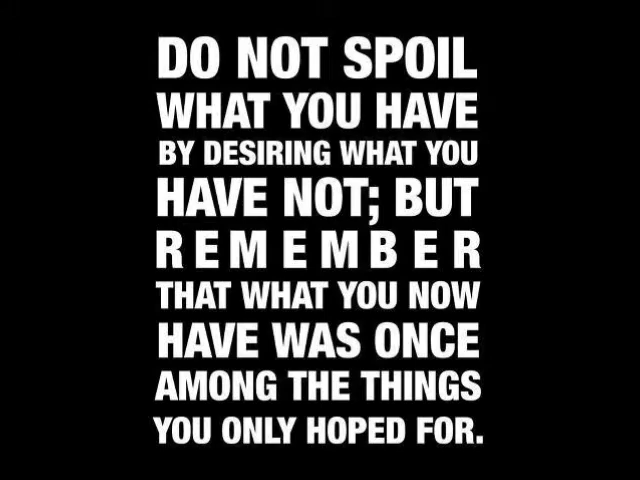 DO NOT SPOIL
WHAT YOU HAVE
BY DESIRING WHAT YOU
HAVE NOT; BUT
REMEMBER
THAT WHAT YOU NOW
HAVE WAS ONCE
AMONG THE THINGS
YOU ONLY HOPED FOR.